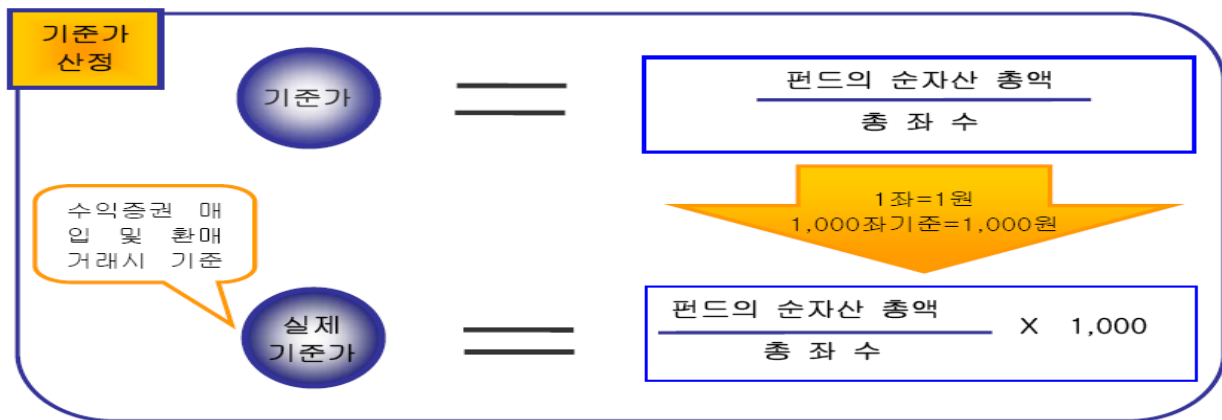 기준가
산정
기준가
펀드의 순자산 총액
총 좌 수
1좌=1원
1,000좌기준=1,000원
수익증권 매
입 및 환매
거래시 기준
실제
기준가
펀드의 순자산 총액
총 좌 수
X 1,000